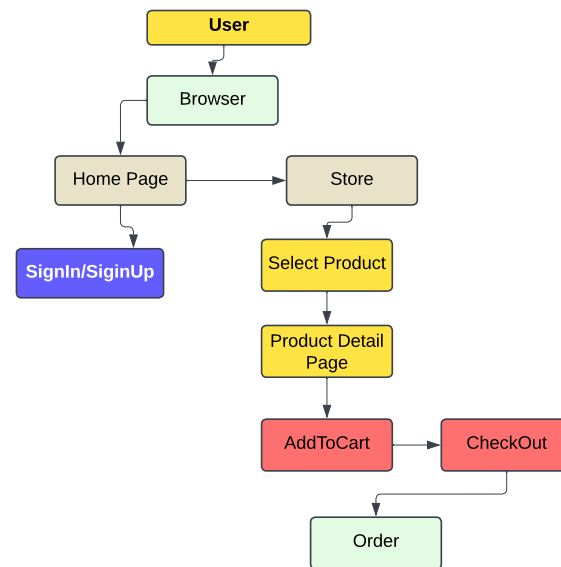 User
Browser
Home Page
Store
SignIn/SiginUp
Select Product
Product Detail
Page
AddToCart
CheckOut
Order